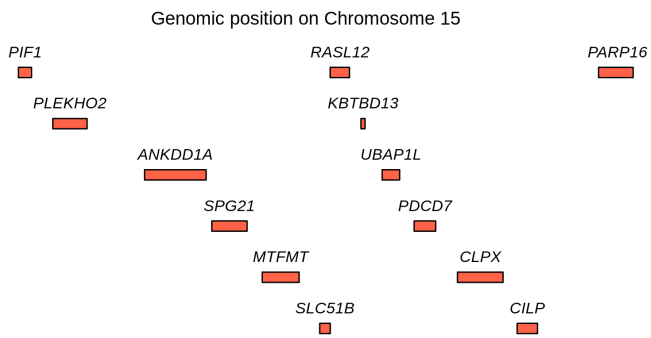 Genomic position on Chromosome 15
PIF1 RASL12 PARP16
PLEKHO2 KBTBD13
ANKDD1A UBAP1L
SPG21 PDCD7
MTFMT CLPX
SLC51B CILP